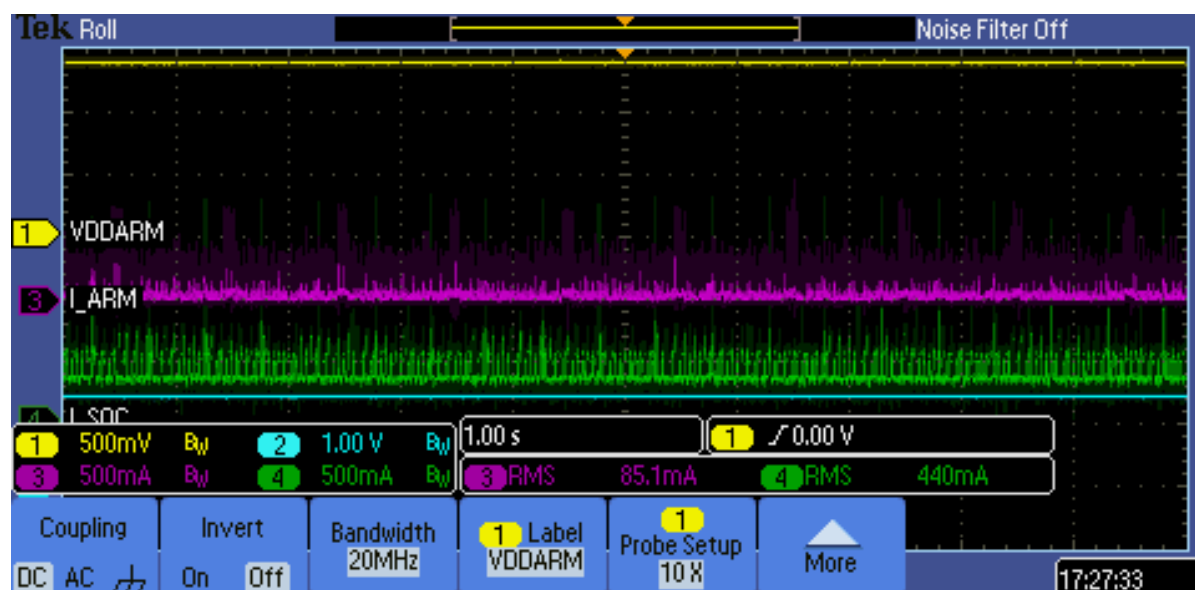 Tek Roll Noise Filter Off
1 VDDARM
3 I_ARM
4 I_SOC
1 500mV BW 2 1.00 V BW 1.00 s 1 0.00 V
3 500mA BW 4 500mA BW 3 RMS 85.1mA 4 RMS 440mA
Coupling Invert Bandwidth 1 Label 1
20MHz VDDARM Probe Setup More
DC AC On Off 10 X
17:27:33